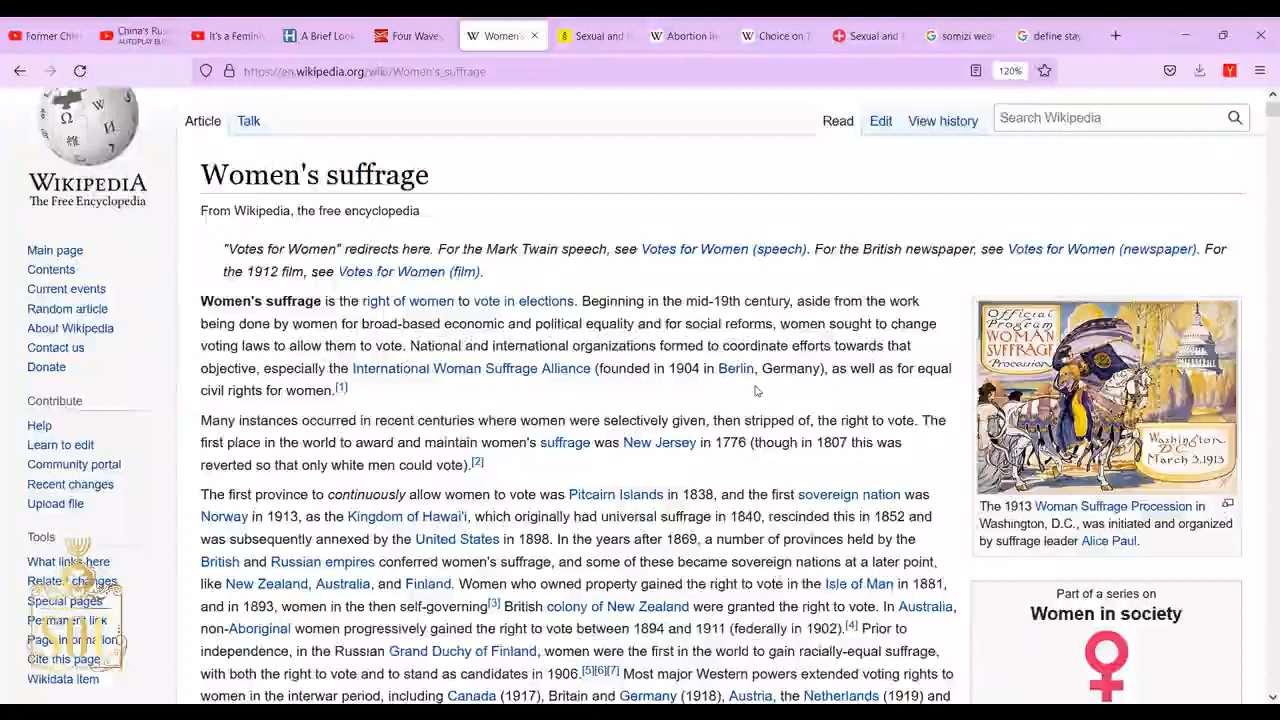 Former Chi
China's Rus
AUTOPLAY BLO
It's a Femini
A Brief Look
Four Wave
Women's
Sexual and
Abortion in
Choice on T
Sexual and
somizi wea
define stay
https://en.wikipedia.org/wiki/Women's_suffrage
120%
WIKIPEDIA
The Free Encyclopedia
Main page
Contents
Current events
Random article
About Wikipedia
Contact us
Donate
Contribute
Help
Learn to edit
Community portal
Recent changes
Upload file
Tools
What links here
Related changes
Special pages
Permanent link
Page information
Cite this page
Wikidata item
Article Talk
Read Edit View history
Search Wikipedia
Women's suffrage
From Wikipedia, the free encyclopedia
"Votes for Women" redirects here. For the Mark Twain speech, see Votes for Women (speech). For the British newspaper, see Votes for Women (newspaper). For
the 1912 film, see Votes for Women (film).
Women's suffrage is the right of women to vote in elections. Beginning in the mid-19th century, aside from the work
being done by women for broad-based economic and political equality and for social reforms, women sought to change
voting laws to allow them to vote. National and international organizations formed to coordinate efforts towards that
objective, especially the International Woman Suffrage Alliance (founded in 1904 in Berlin, Germany), as well as for equal
civil rights for women.[1]
Many instances occurred in recent centuries where women were selectively given, then stripped of, the right to vote. The
first place in the world to award and maintain women's suffrage was New Jersey in 1776 (though in 1807 this was
reverted so that only white men could vote).[2]
The first province to continuously allow women to vote was Pitcairn Islands in 1838, and the first sovereign nation was
Norway in 1913, as the Kingdom of Hawai'i, which originally had universal suffrage in 1840, rescinded this in 1852 and
was subsequently annexed by the United States in 1898. In the years after 1869, a number of provinces held by the
British and Russian empires conferred women's suffrage, and some of these became sovereign nations at a later point,
like New Zealand, Australia, and Finland. Women who owned property gained the right to vote in the Isle of Man in 1881,
and in 1893, women in the then self-governing[3] British colony of New Zealand were granted the right to vote. In Australia,
non-Aboriginal women progressively gained the right to vote between 1894 and 1911 (federally in 1902).[4] Prior to
independence, in the Russian Grand Duchy of Finland, women were the first in the world to gain racially-equal suffrage,
with both the right to vote and to stand as candidates in 1906.[5][6][7] Most major Western powers extended voting rights to
women in the interwar period, including Canada (1917), Britain and Germany (1918), Austria, the Netherlands (1919) and
Official
Program
WOMAN
SUFFRAGE
Procession
Washington
D.C.
March 3, 1913
The 1913 Woman Suffrage Procession in
Washington, D.C., was initiated and organized
by suffrage leader Alice Paul.
Part of a series on
Women in society